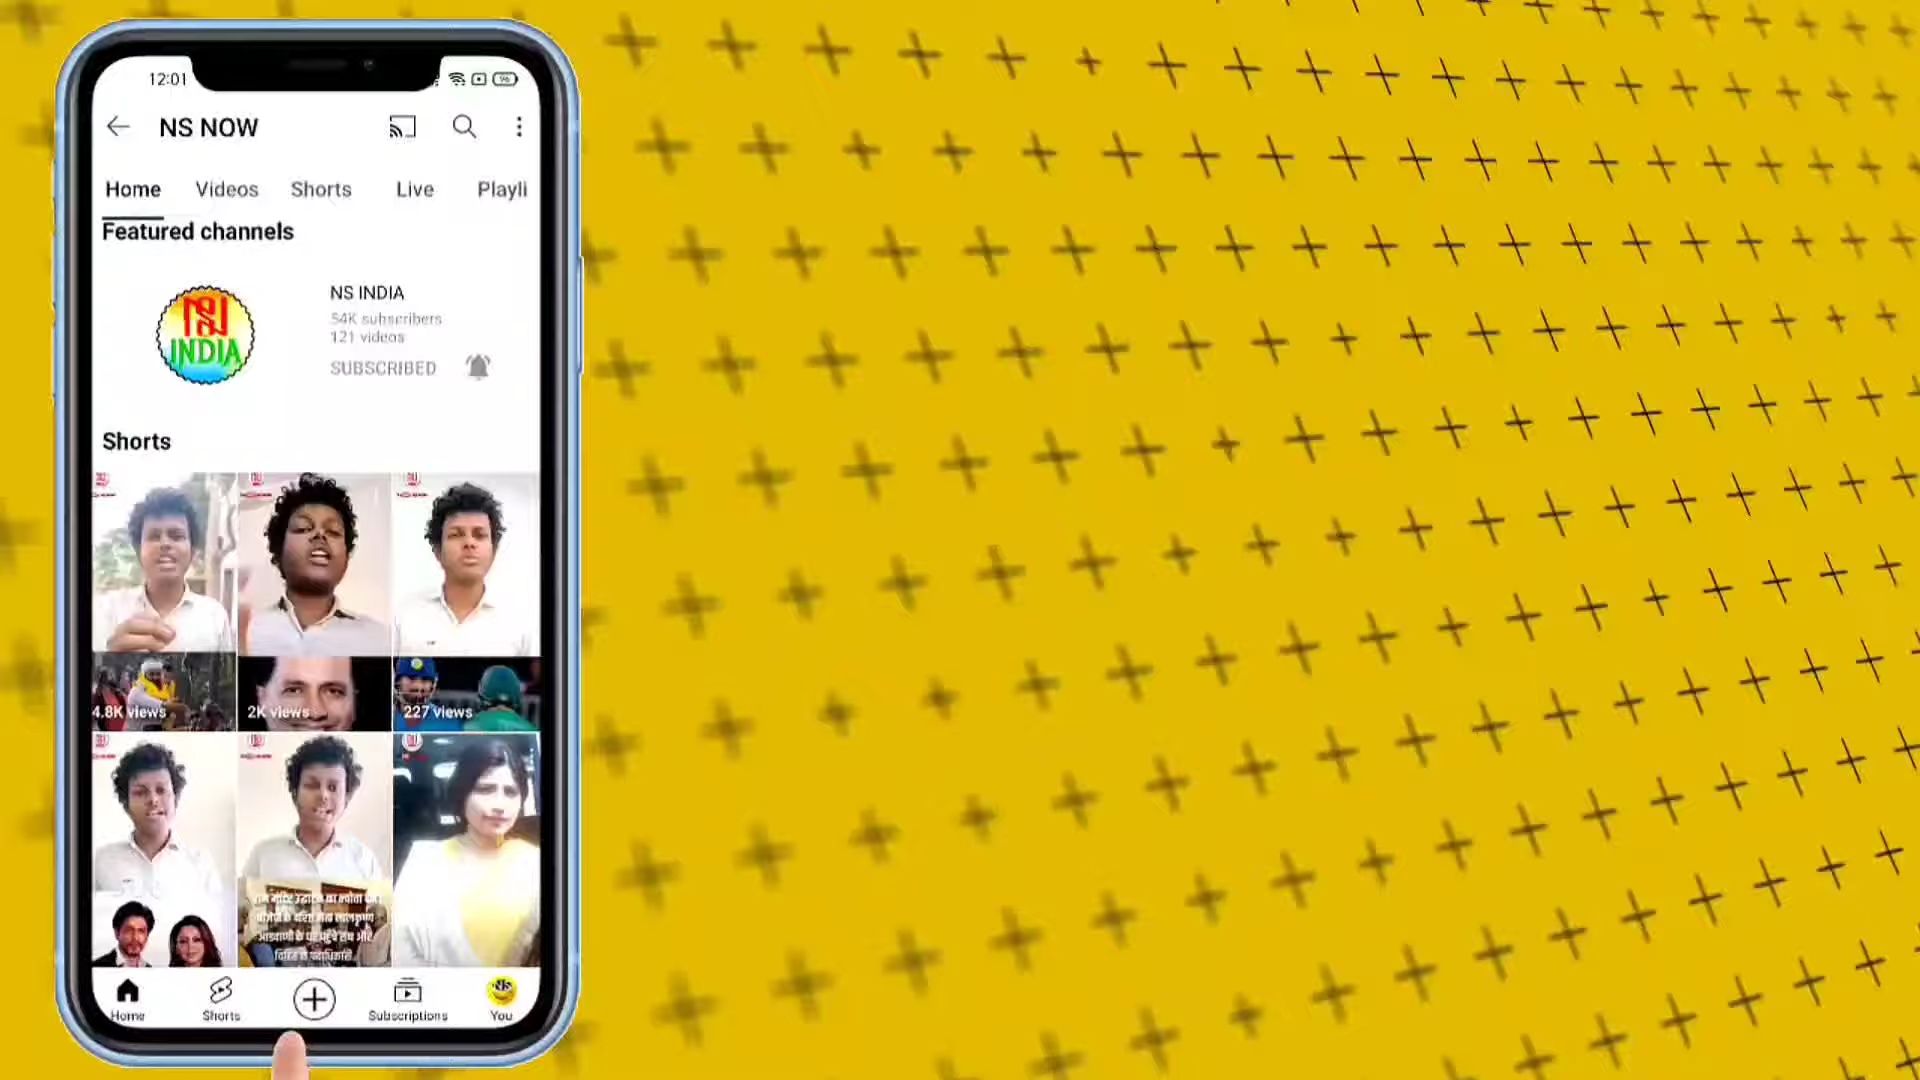 12:01
96
NS NOW
Home Videos Shorts Live Playli
Featured channels
INDIA
NS INDIA
54K subscribers
121 videos
SUBSCRIBED
Shorts
4.8K views
2K views
227 views
Home Shorts Subscriptions You
NS